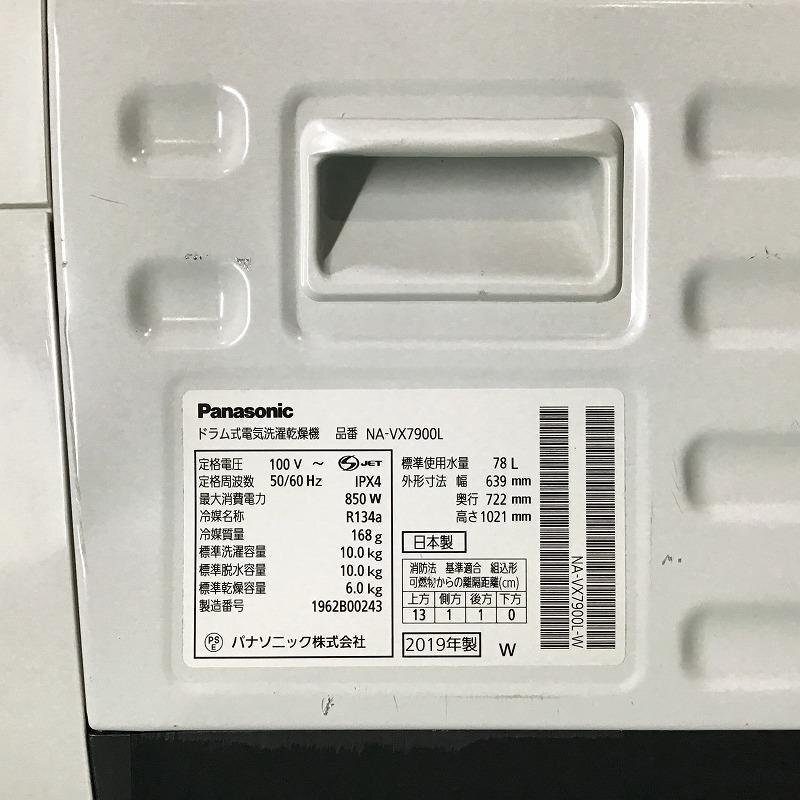 Panasonic
ドラム式電気洗濯乾燥機 品番 NA-VX7900L
定格電圧 100 V ～
定格周波数 50/60 Hz
S JET
IPX4
最大消費電力 850 W
冷媒名称 R134a
冷媒質量 168 g
標準洗濯容量 10.0 kg
標準脱水容量 10.0 kg
標準乾燥容量 6.0 kg
製造番号 1962B00243
PSE パナソニック株式会社
標準使用水量 78 L
外形寸法 幅 639 mm
奥行 722 mm
高さ 1021 mm
日本製
消防法 基準適合 組込形
可燃物からの離隔距離(cm)
上方 側方 後方 下方
13 1 1 0
2019年製 W
NA-VX7900L-W